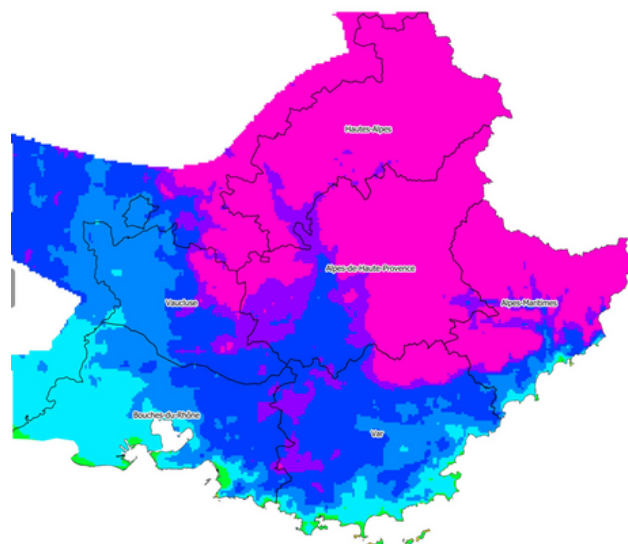 Hautes-Alpes
Alpes-de-Haute-Provence
Vaucluse
Alpes-Maritimes
Bouches-du-Rhône
Var